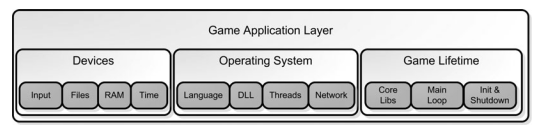 Game Application Layer
Devices
Operating System
Game Lifetime
Input
Files
RAM
Time
Language
DLL
Threads
Network
Core
Libs
Main
Loop
Init &
Shutdown